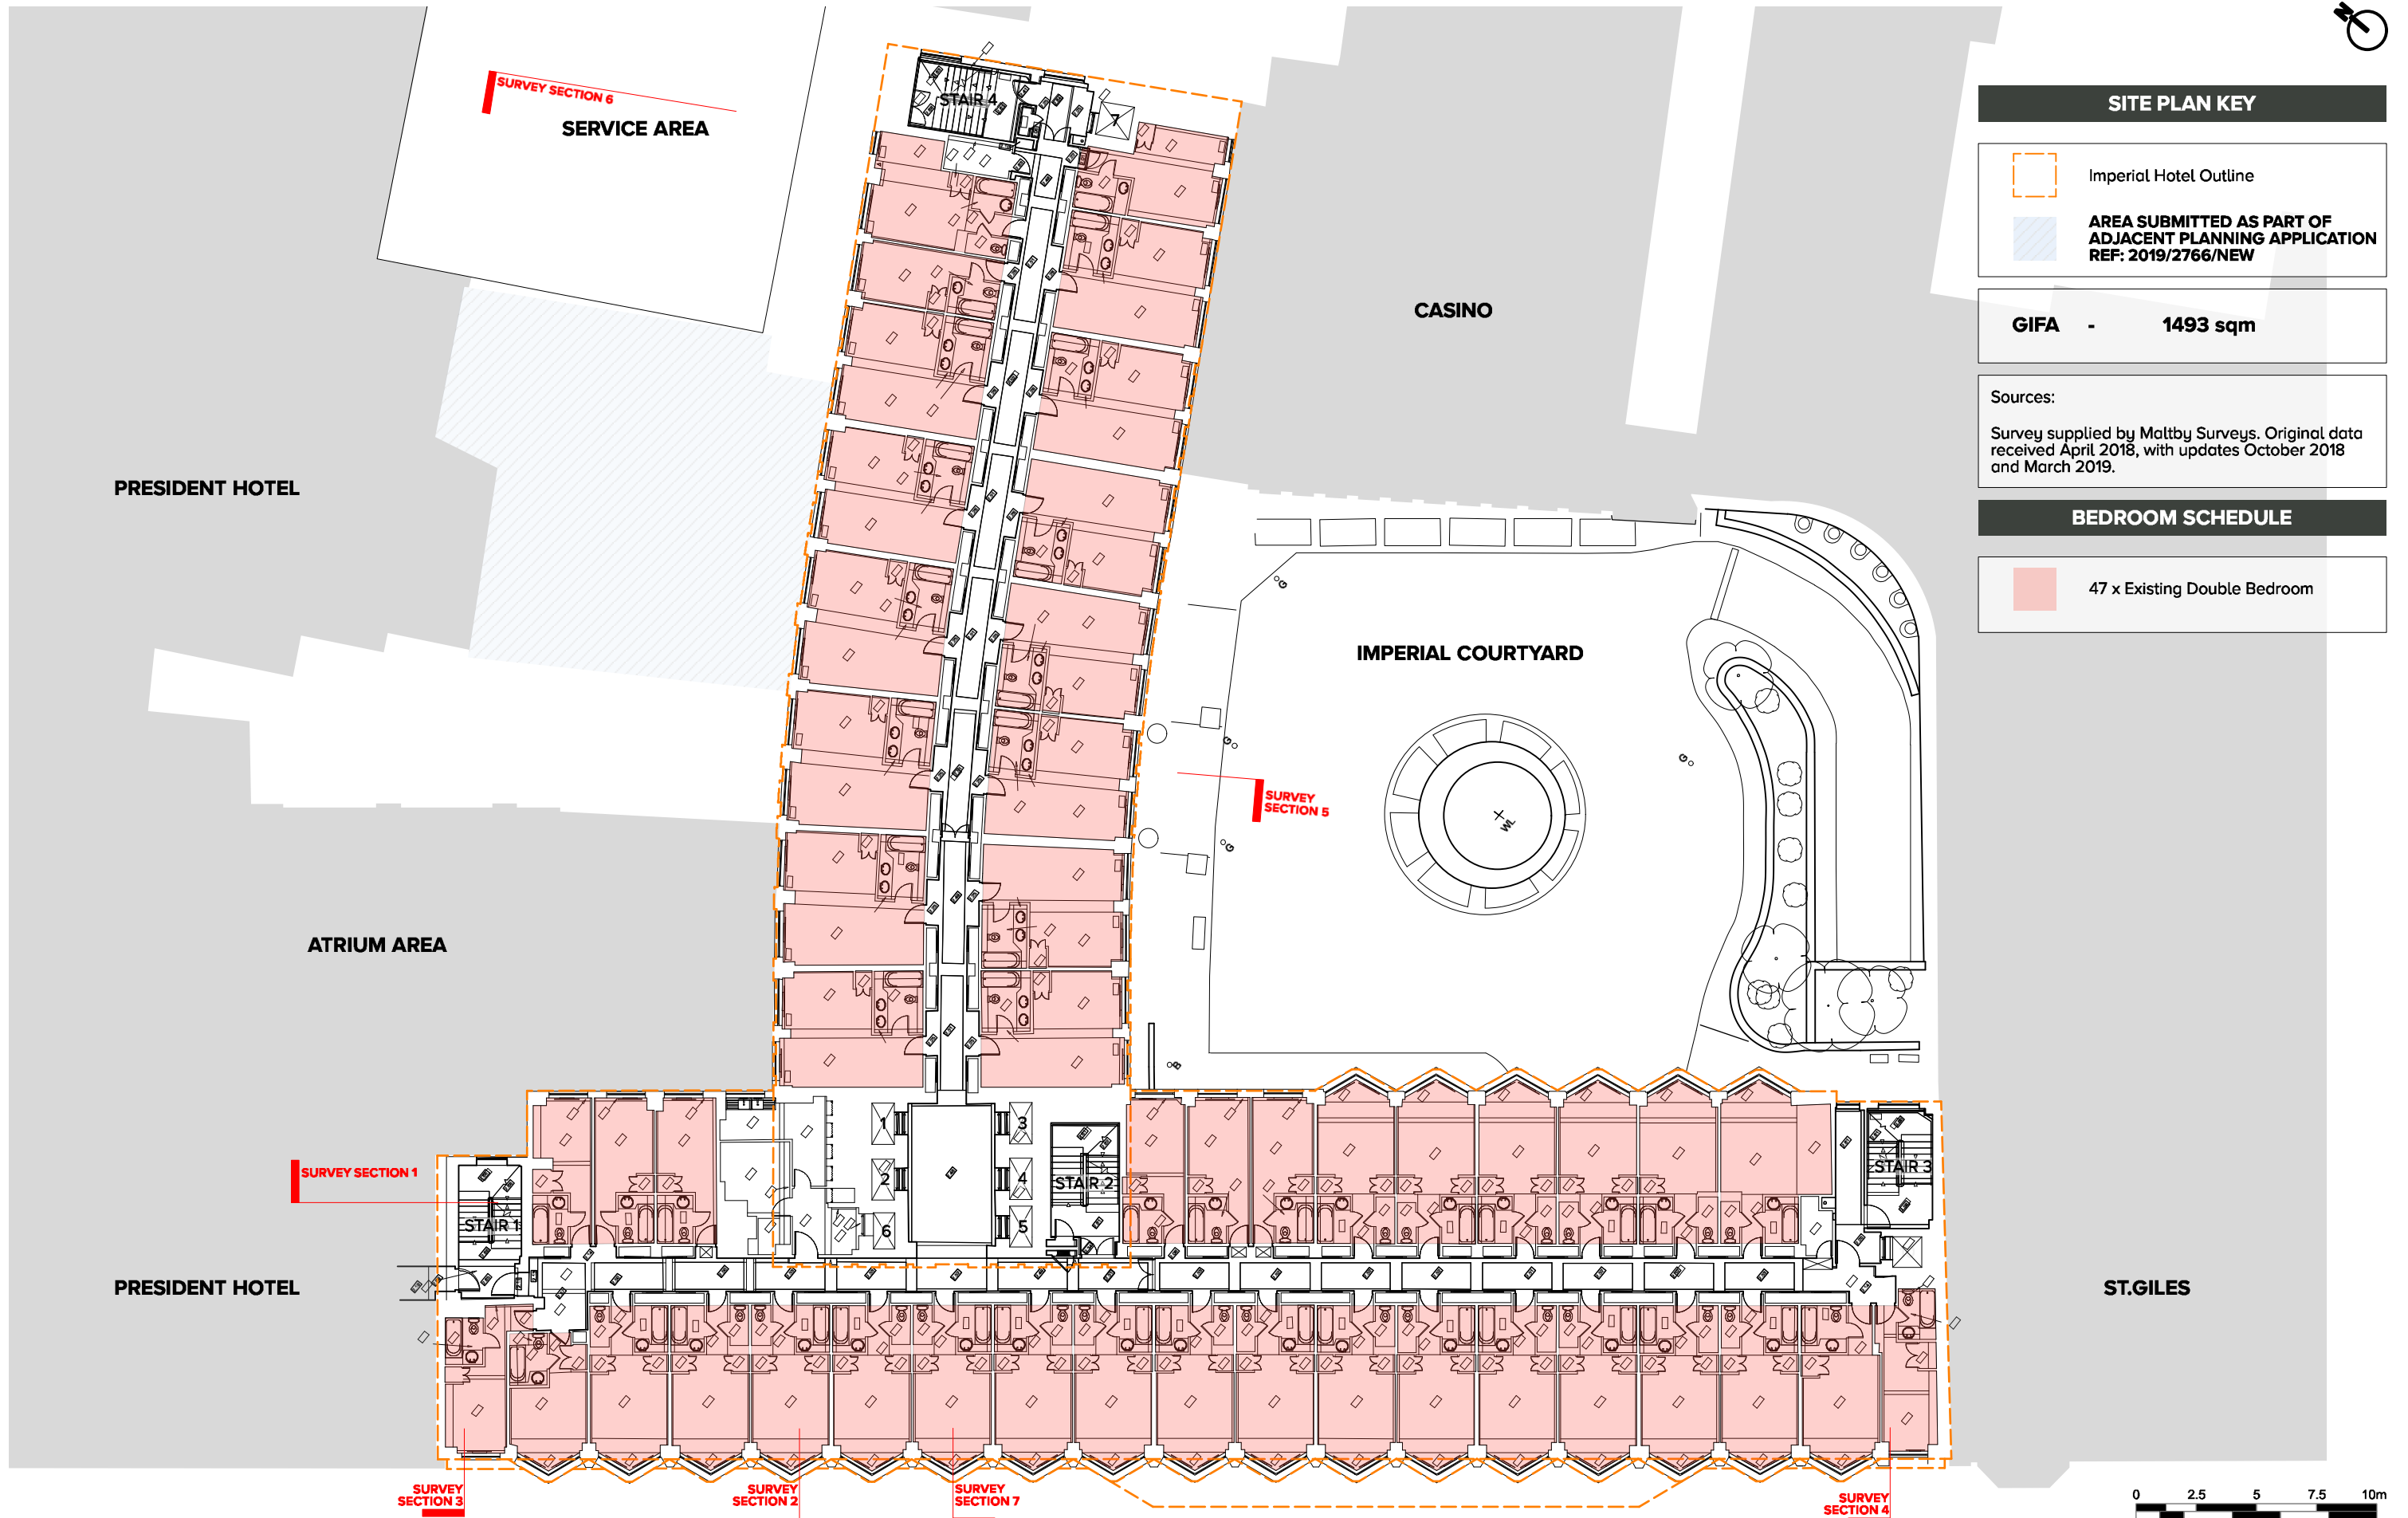 N
SITE PLAN KEY
Imperial Hotel Outline
AREA SUBMITTED AS PART OF
ADJACENT PLANNING APPLICATION
REF: 2019/2766/NEW
GIFA - 1493 sqm
Sources:
Survey supplied by Maltby Surveys. Original data
received April 2018, with updates October 2018
and March 2019.
BEDROOM SCHEDULE
47 x Existing Double Bedroom
SURVEY SECTION 6
SERVICE AREA
STAIR 4
7
CASINO
PRESIDENT HOTEL
G
IMPERIAL COURTYARD
G
G
SURVEY
SECTION 5
WL
G
ATRIUM AREA
1
3
2
4
6
5
STAIR 2
STAIR 3
SURVEY SECTION 1
STAIR 1
PRESIDENT HOTEL
ST.GILES
SURVEY
SECTION 3
SURVEY
SECTION 2
SURVEY
SECTION 7
SURVEY
SECTION 4
0 2.5 5 7.5 10m